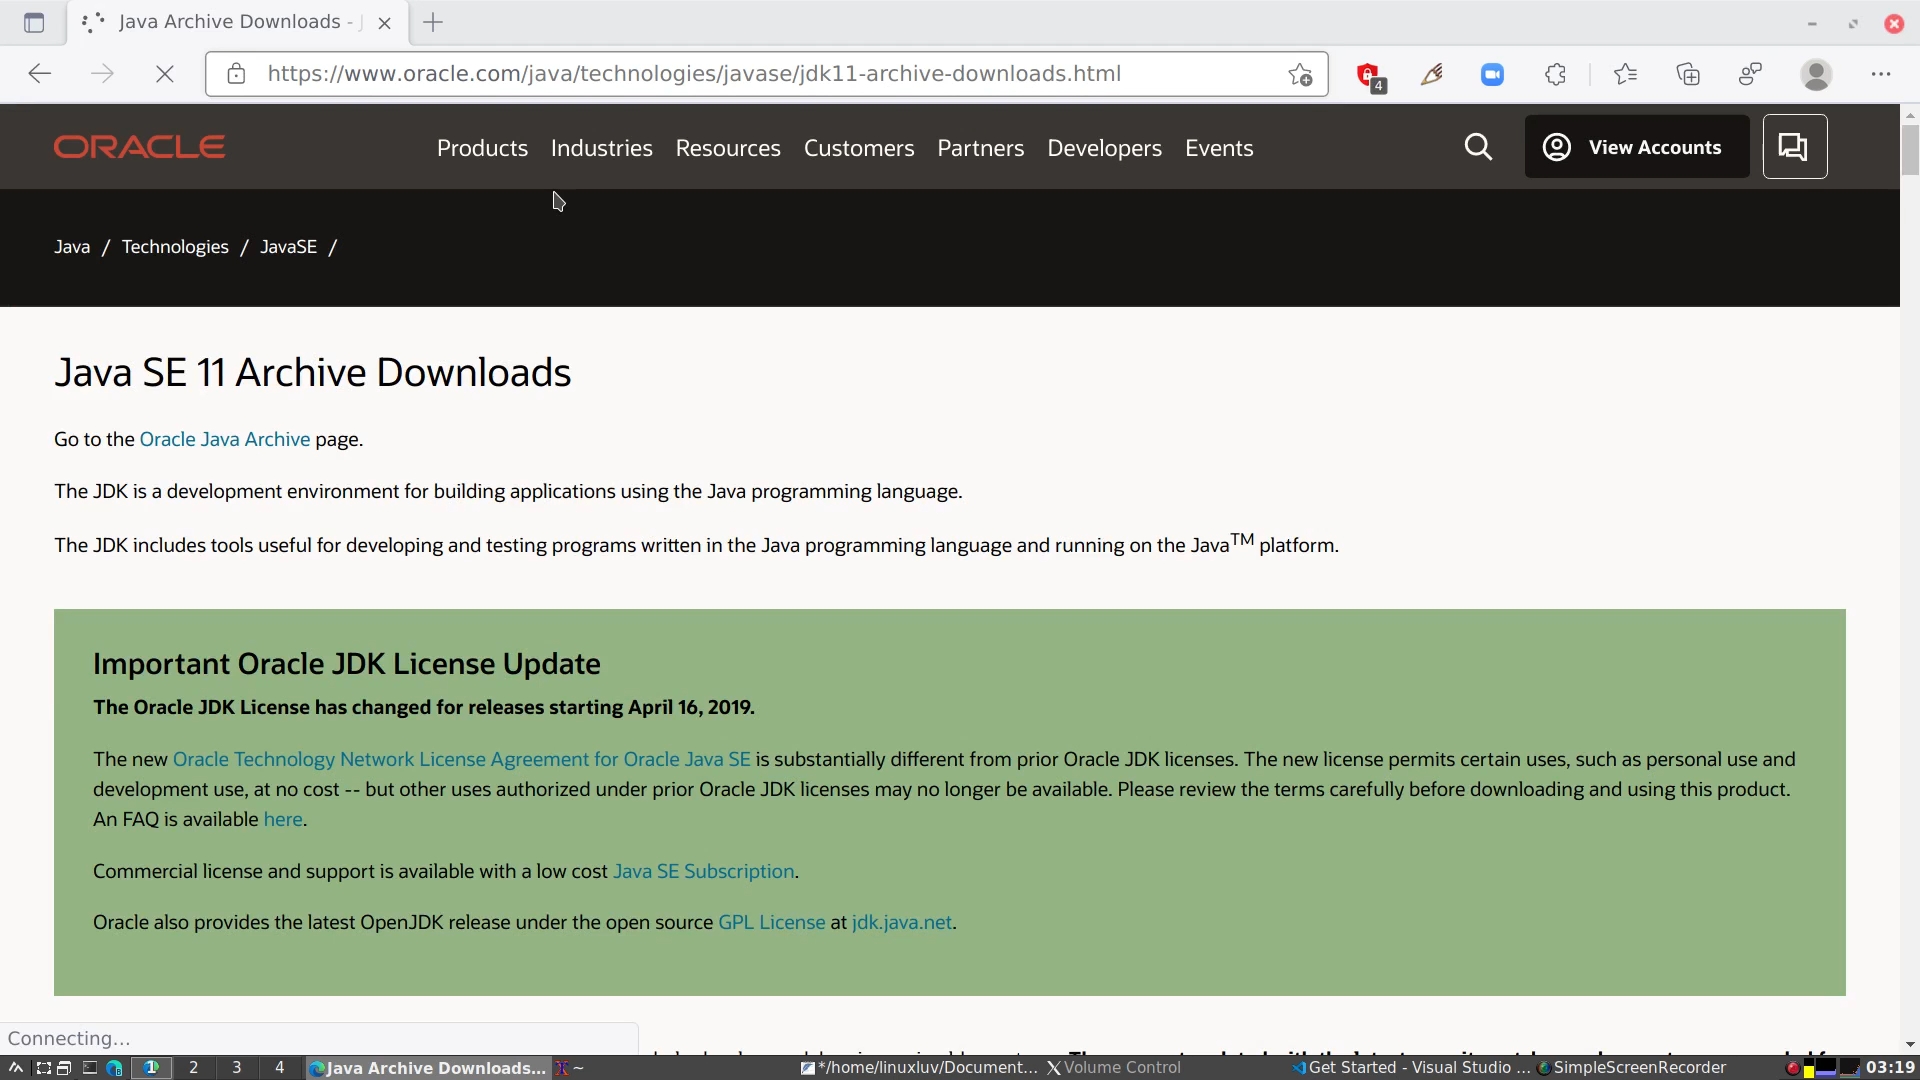 Java Archive Downloads -
https://www.oracle.com/java/technologies/javase/jdk11-archive-downloads.html
4
ORACLE
Products Industries Resources Customers Partners Developers Events
View Accounts
Java / Technologies / JavaSE /
Java SE 11 Archive Downloads
Go to the Oracle Java Archive page.
The JDK is a development environment for building applications using the Java programming language.
The JDK includes tools useful for developing and testing programs written in the Java programming language and running on the Java™ platform.
Important Oracle JDK License Update
The Oracle JDK License has changed for releases starting April 16, 2019.
The new Oracle Technology Network License Agreement for Oracle Java SE is substantially different from prior Oracle JDK licenses. The new license permits certain uses, such as personal use and
development use, at no cost -- but other uses authorized under prior Oracle JDK licenses may no longer be available. Please review the terms carefully before downloading and using this product.
An FAQ is available here.
Commercial license and support is available with a low cost Java SE Subscription.
Oracle also provides the latest OpenJDK release under the open source GPL License at jdk.java.net.
Connecting...
1 2 3 4 Java Archive Downloads... ~ */home/linuxluv/Document... Volume Control Get Started - Visual Studio ... SimpleScreenRecorder 03:19